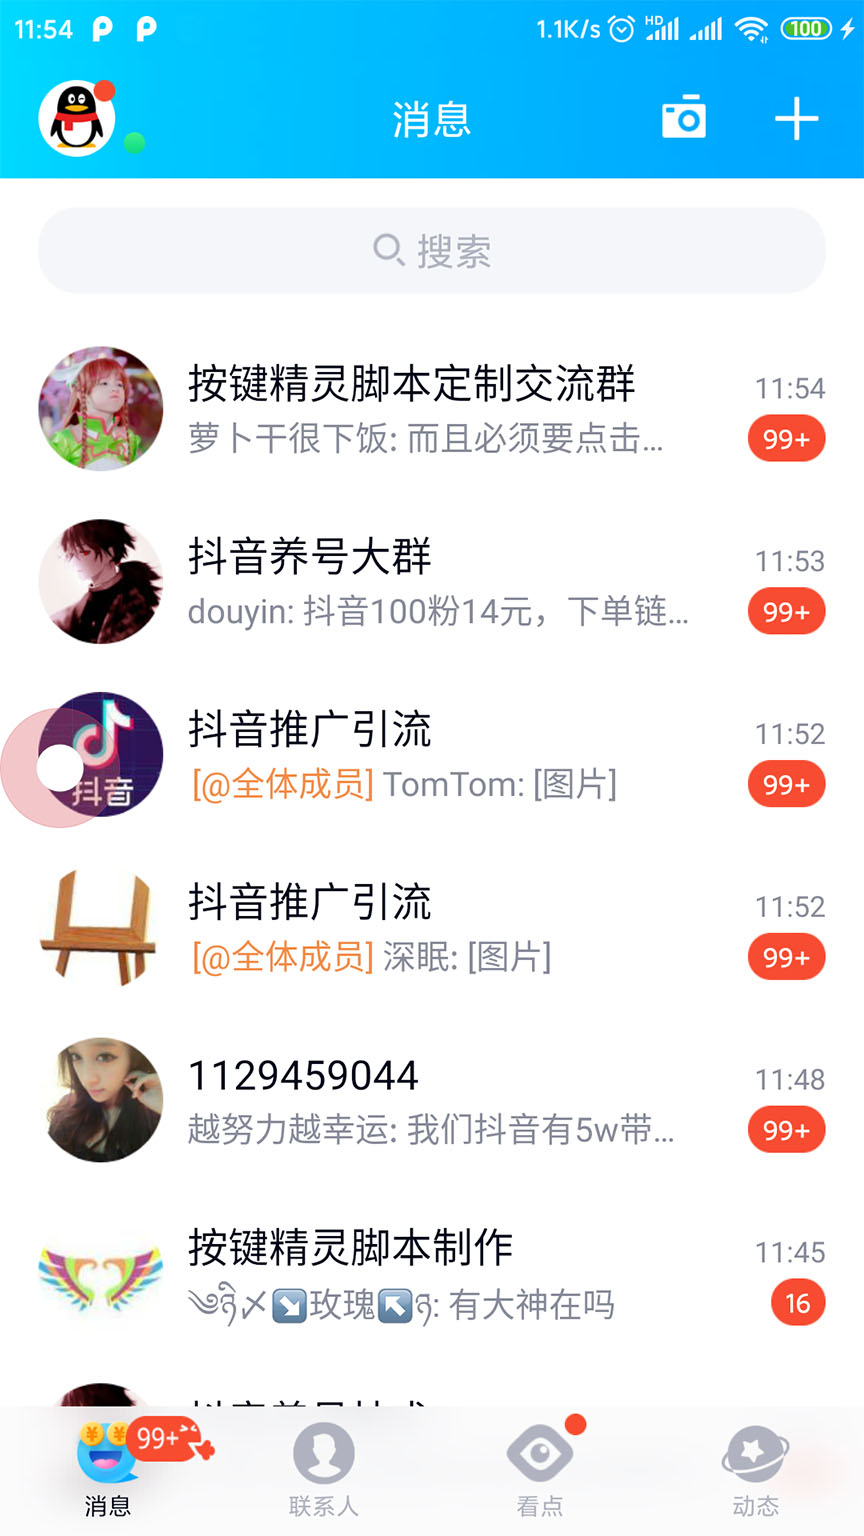 11:54
1.1K/s
HD
100
消息
搜索
按键精灵脚本定制交流群
11:54
萝卜干很下饭: 而且必须要点击...
99+
抖音养号大群
11:53
douyin: 抖音100粉14元，下单链...
99+
抖音
抖音推广引流
11:52
[@全体成员] TomTom: [图片]
99+
抖音推广引流
11:52
[@全体成员] 深眠: [图片]
99+
1129459044
11:48
越努力越幸运: 我们抖音有5w带...
99+
按键精灵脚本制作
11:45
玫瑰 : 有大神在吗
16
99+
消息
联系人
看点
动态